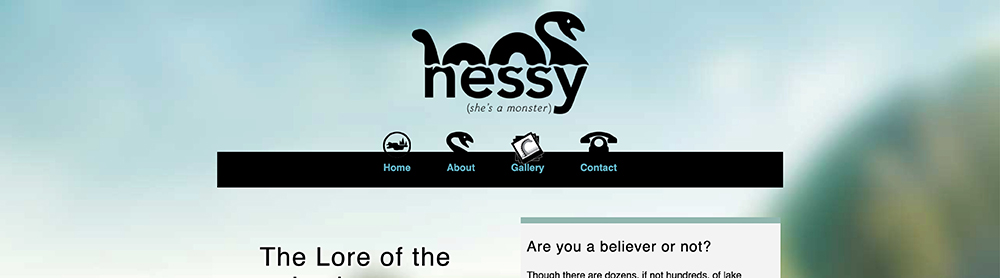 nessy
(she's a monster)
Home About Gallery Contact
The Lore of the
Are you a believer or not?
Though there are dozens, if not hundreds, of lake